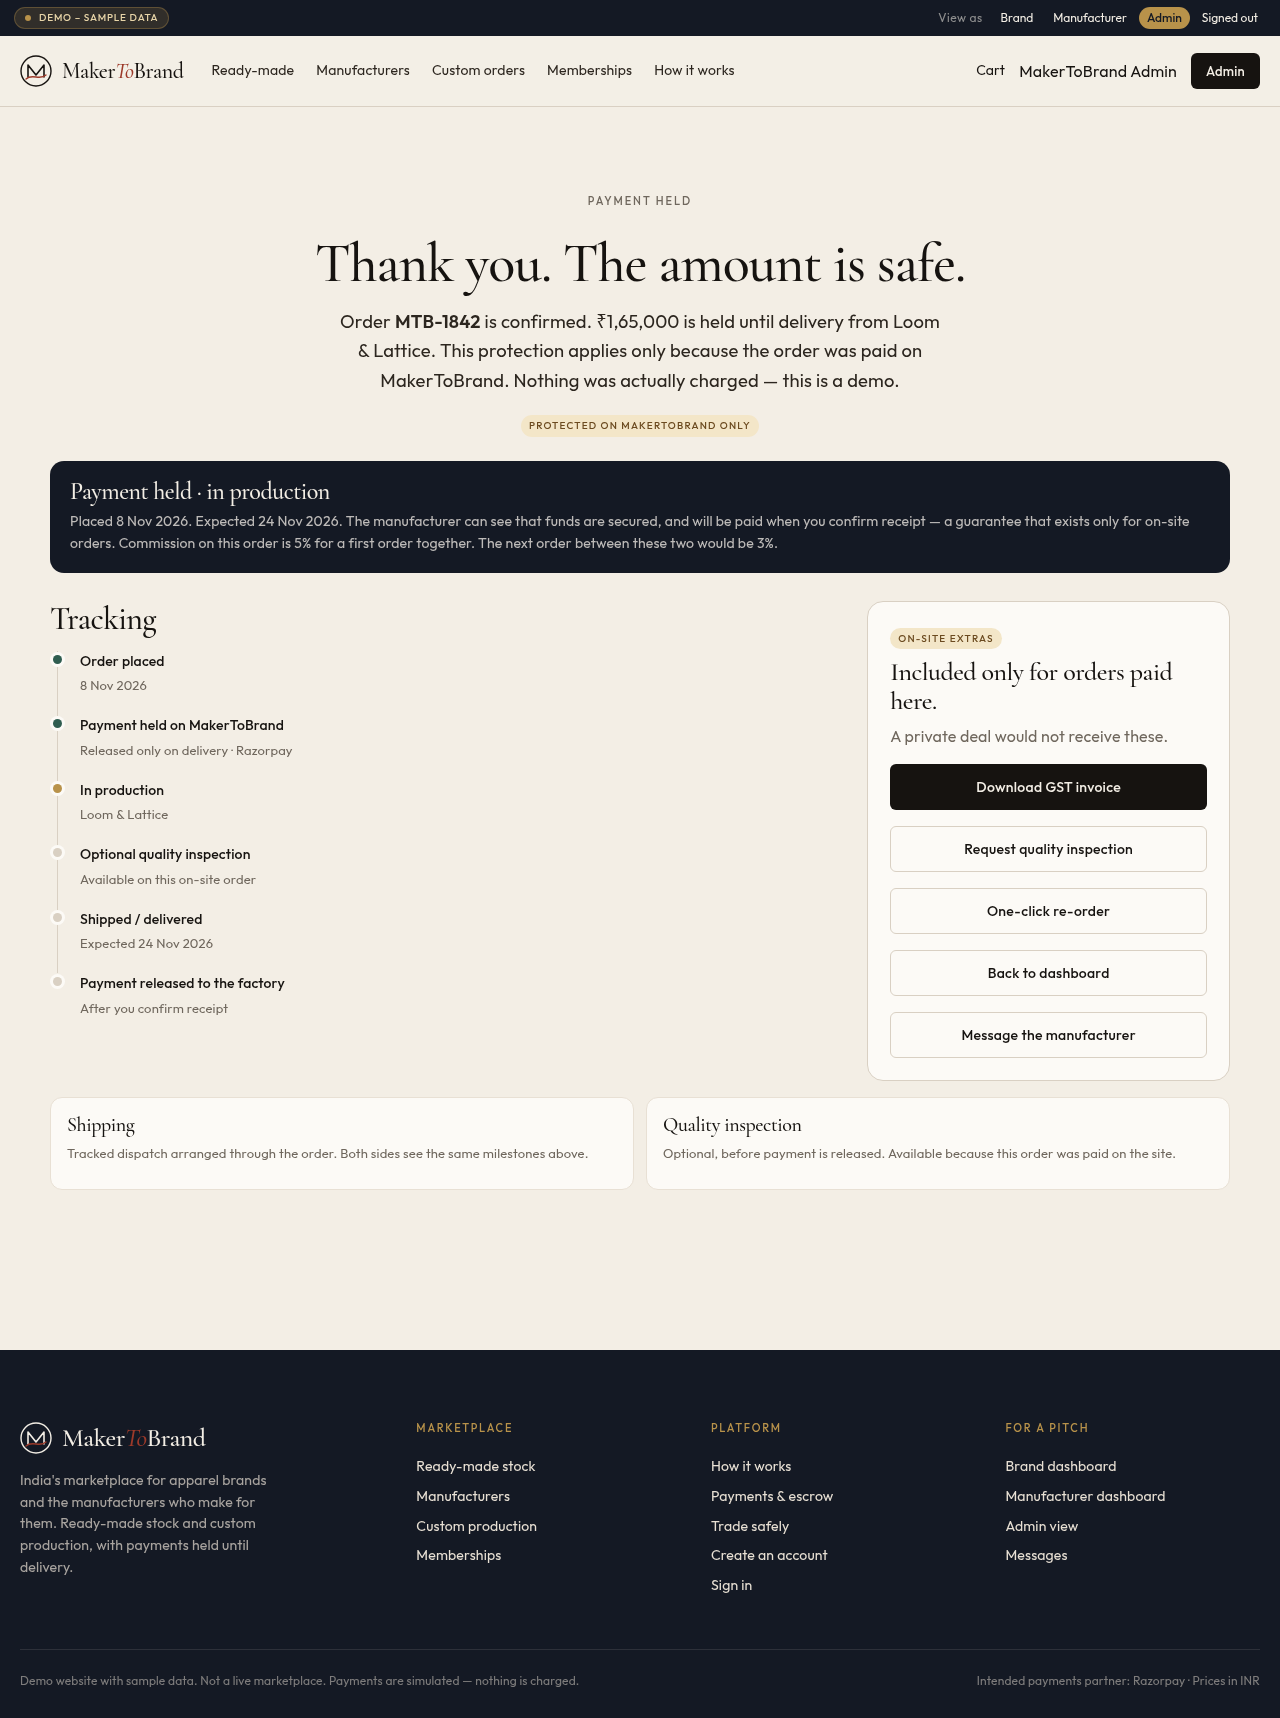 DEMO – SAMPLE DATA
View as Brand Manufacturer Admin Signed out
MakerToBrand Ready-made Manufacturers Custom orders Memberships How it works Cart MakerToBrand Admin Admin
PAYMENT HELD
Thank you. The amount is safe.
Order MTB-1842 is confirmed. ₹1,65,000 is held until delivery from Loom
& Lattice. This protection applies only because the order was paid on
MakerToBrand. Nothing was actually charged — this is a demo.
PROTECTED ON MAKERTOBRAND ONLY
Payment held · in production
Placed 8 Nov 2026. Expected 24 Nov 2026. The manufacturer can see that funds are secured, and will be paid when you confirm receipt — a guarantee that exists only for on-site
orders. Commission on this order is 5% for a first order together. The next order between these two would be 3%.
Tracking
Order placed
8 Nov 2026
Payment held on MakerToBrand
Released only on delivery · Razorpay
In production
Loom & Lattice
Optional quality inspection
Available on this on-site order
Shipped / delivered
Expected 24 Nov 2026
Payment released to the factory
After you confirm receipt
ON-SITE EXTRAS
Included only for orders paid
here.
A private deal would not receive these.
Download GST invoice
Request quality inspection
One-click re-order
Back to dashboard
Message the manufacturer
Shipping
Tracked dispatch arranged through the order. Both sides see the same milestones above.
Quality inspection
Optional, before payment is released. Available because this order was paid on the site.
MakerToBrand
India's marketplace for apparel brands
and the manufacturers who make for
them. Ready-made stock and custom
production, with payments held until
delivery.
MARKETPLACE
Ready-made stock
Manufacturers
Custom production
Memberships
PLATFORM
How it works
Payments & escrow
Trade safely
Create an account
Sign in
FOR A PITCH
Brand dashboard
Manufacturer dashboard
Admin view
Messages
Demo website with sample data. Not a live marketplace. Payments are simulated — nothing is charged.
Intended payments partner: Razorpay · Prices in INR